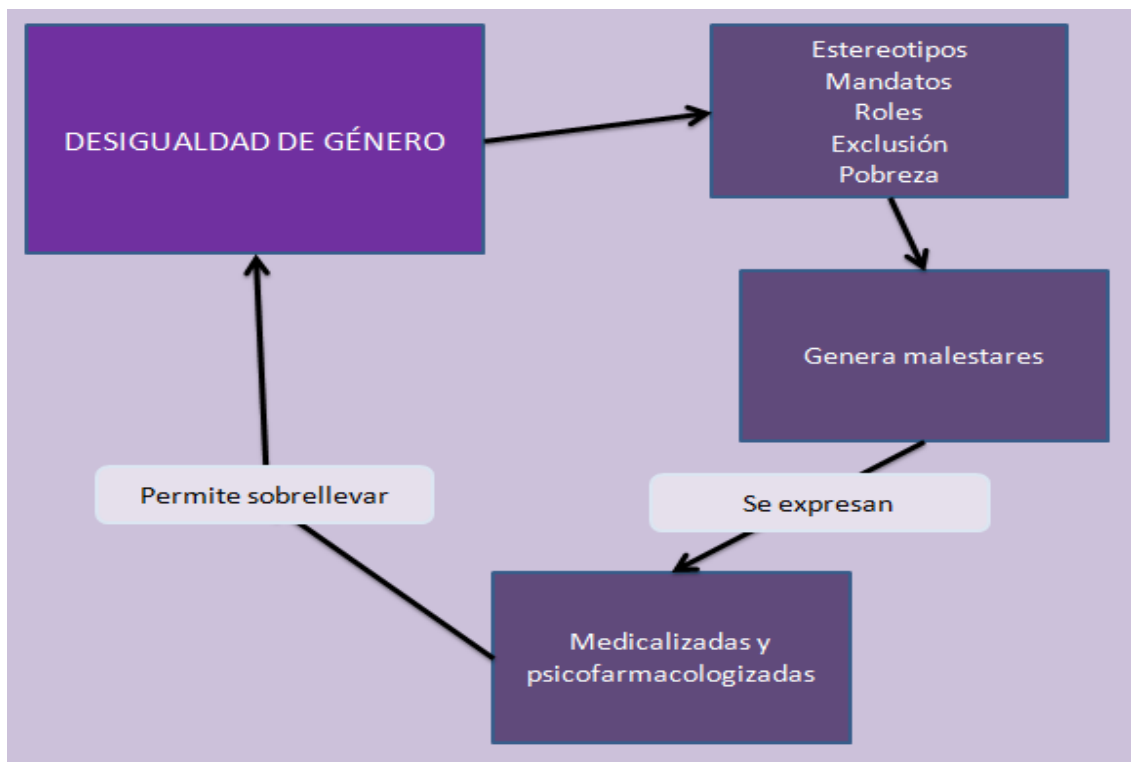 DESIGUALDAD DE GÉNERO
Estereotipos
Mandatos
Roles
Exclusión
Pobreza
Genera malestares
Se expresan
Medicalizadas y
psicofarmacologizadas
Permite sobrellevar